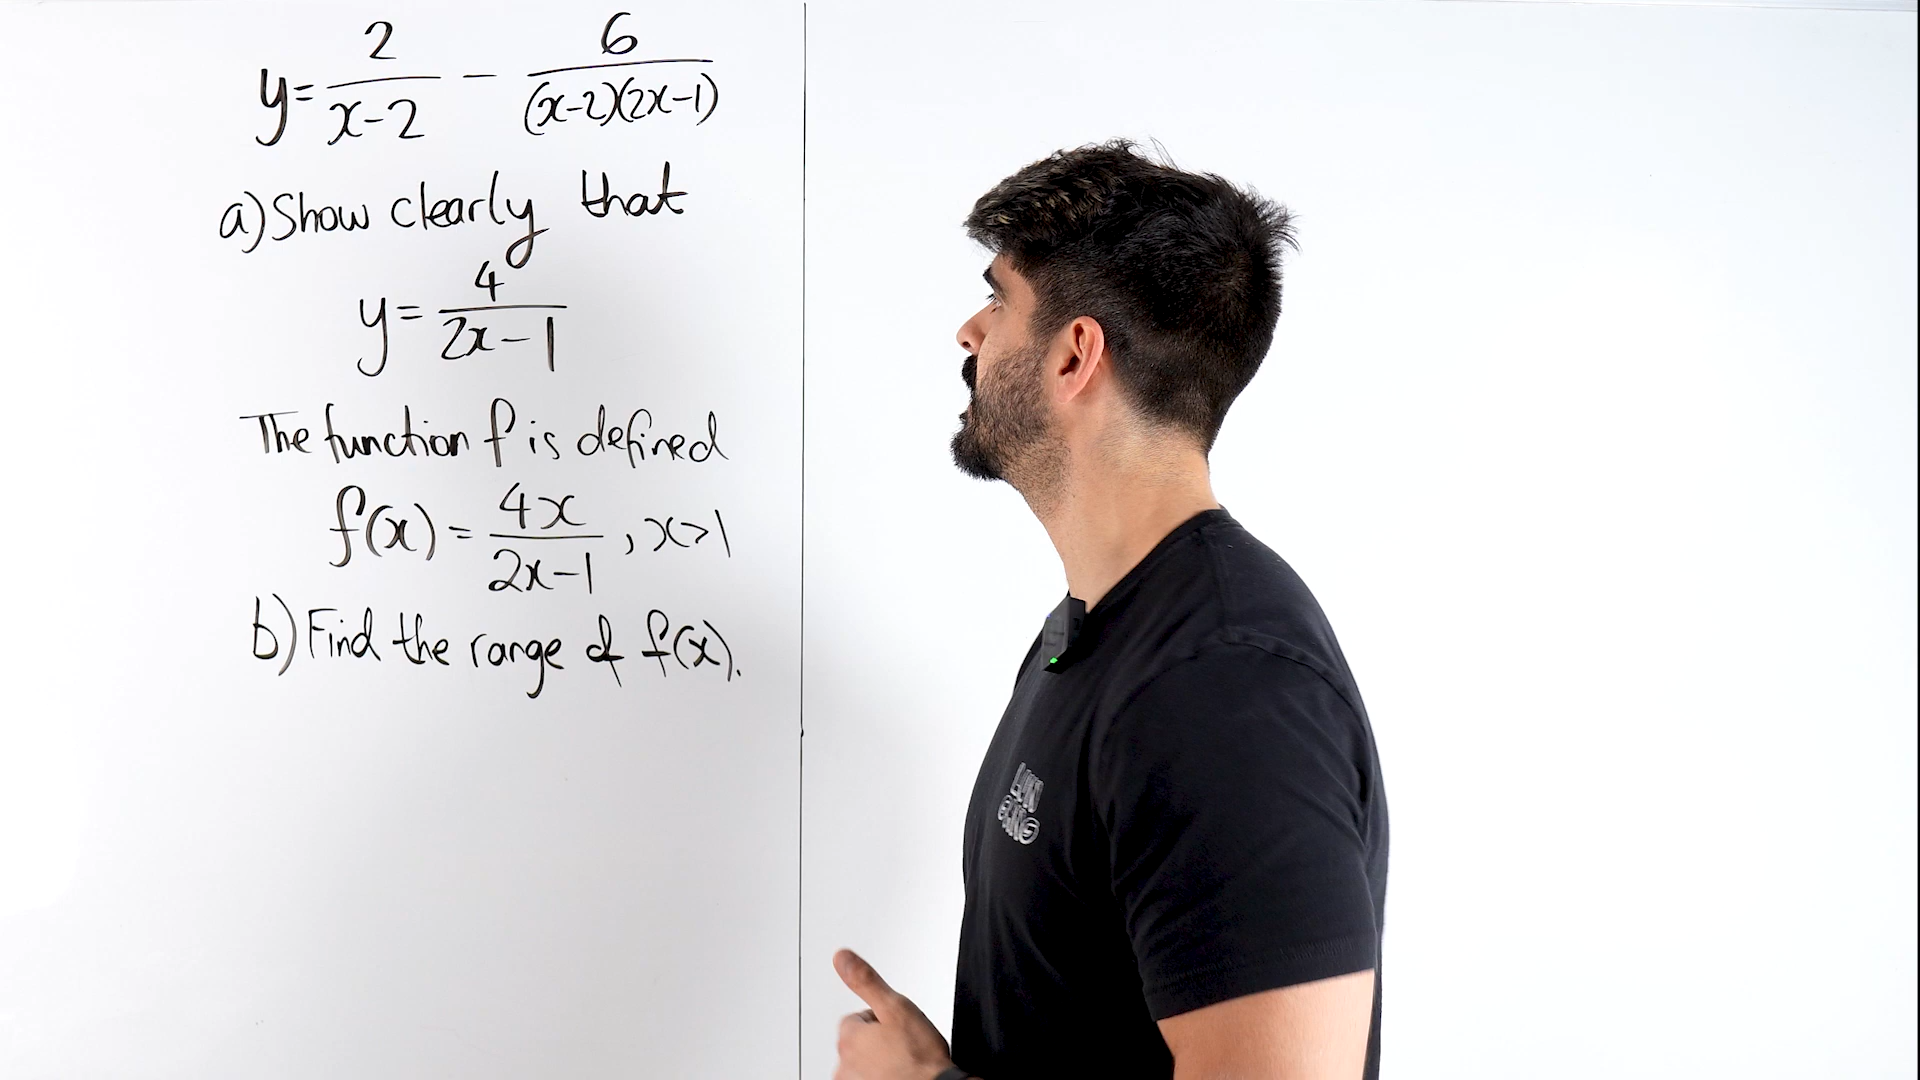 y = 2/(x-2) - 6/((x-2)(2x-1))
a) Show clearly that
y = 4/(2x-1)
The function f is defined
f(x) = 4x/(2x-1), x>1
b) Find the range of f(x).